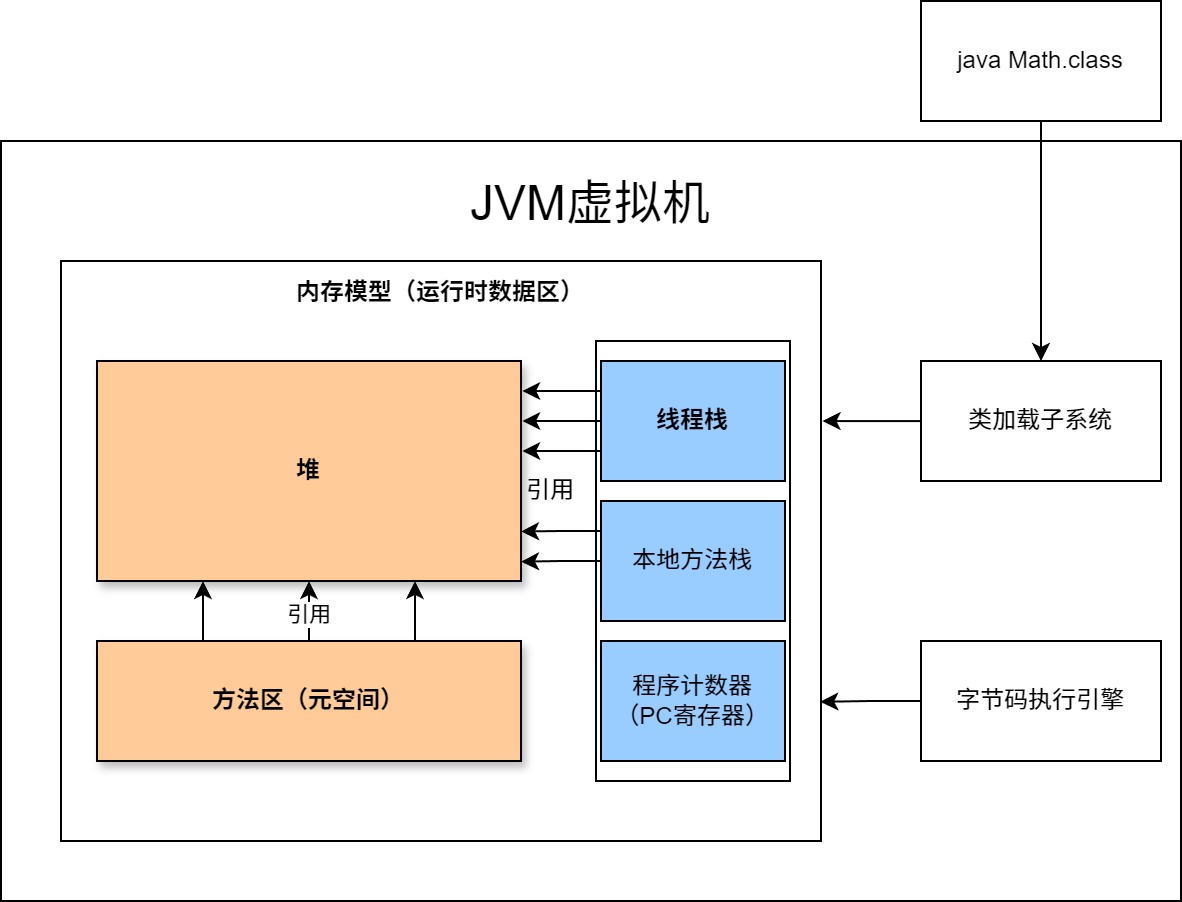 java Math.class
JVM虚拟机
内存模型（运行时数据区）
堆
线程栈
类加载子系统
引用
本地方法栈
引用
方法区（元空间）
程序计数器
（PC寄存器）
字节码执行引擎